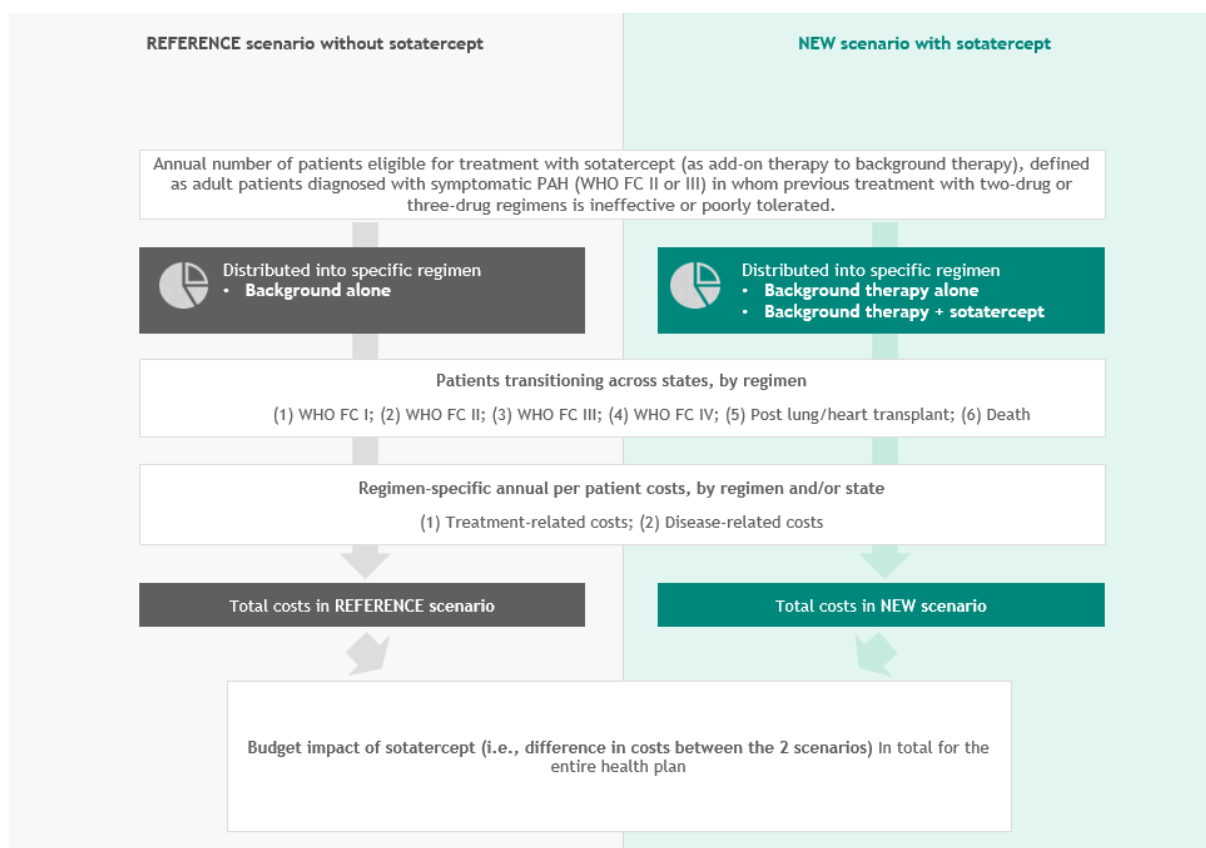 REFERENCE scenario without sotatercept
NEW scenario with sotatercept
Annual number of patients eligible for treatment with sotatercept (as add-on therapy to background therapy), defined
as adult patients diagnosed with symptomatic PAH (WHO FC II or III) in whom previous treatment with two-drug or
three-drug regimens is ineffective or poorly tolerated.
Distributed into specific regimen
• Background alone
Distributed into specific regimen
• Background therapy alone
• Background therapy + sotatercept
Patients transitioning across states, by regimen
(1) WHO FC I; (2) WHO FC II; (3) WHO FC III; (4) WHO FC IV; (5) Post lung/heart transplant; (6) Death
Regimen-specific annual per patient costs, by regimen and/or state
(1) Treatment-related costs; (2) Disease-related costs
Total costs in REFERENCE scenario
Total costs in NEW scenario
Budget impact of sotatercept (i.e., difference in costs between the 2 scenarios) In total for the
entire health plan